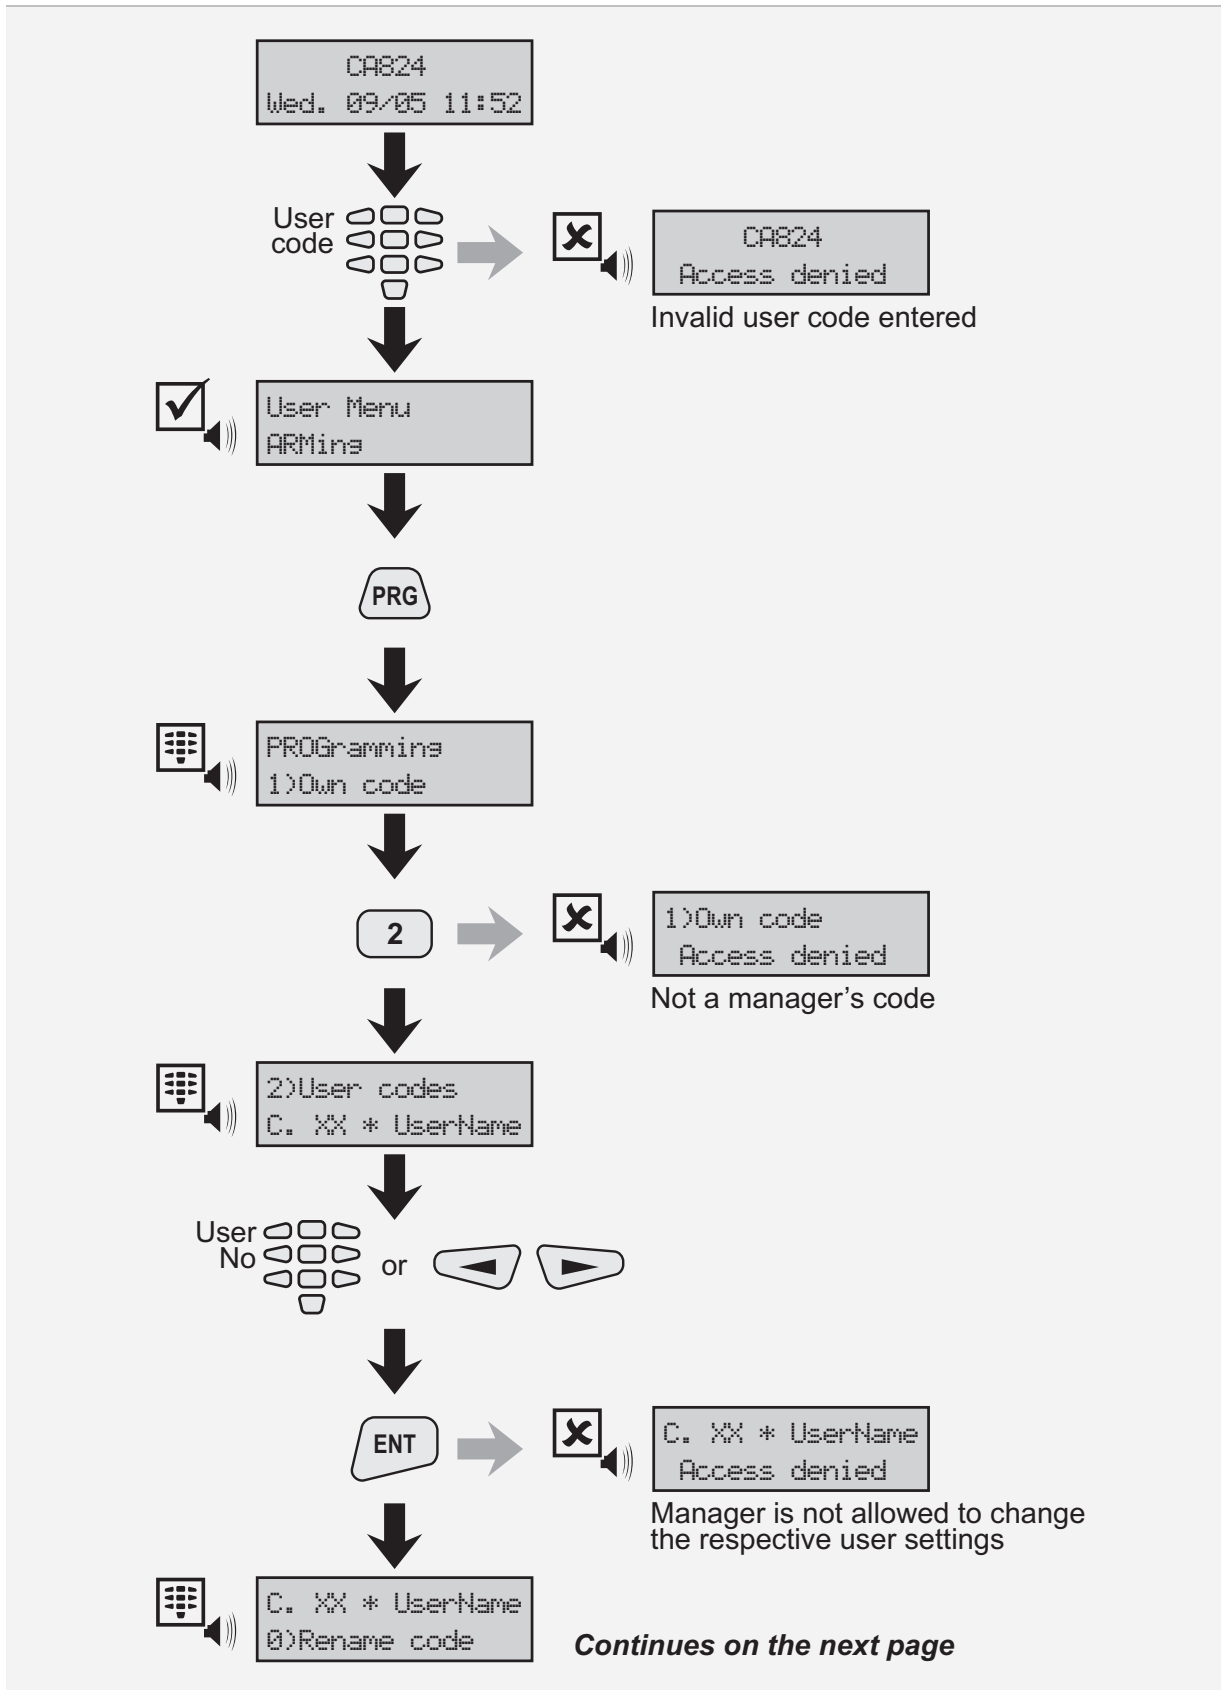 CA824
Wed. 09/05 11:52
User
code
CA824
Access denied
Invalid user code entered
User Menu
ARMing
PRG
PROGramming
1)Own code
2
1)Own code
Access denied
Not a manager's code
2)User codes
C. XX * UserName
User
No
or
ENT
C. XX * UserName
Access denied
Manager is not allowed to change
the respective user settings
C. XX * UserName
0)Rename code
Continues on the next page